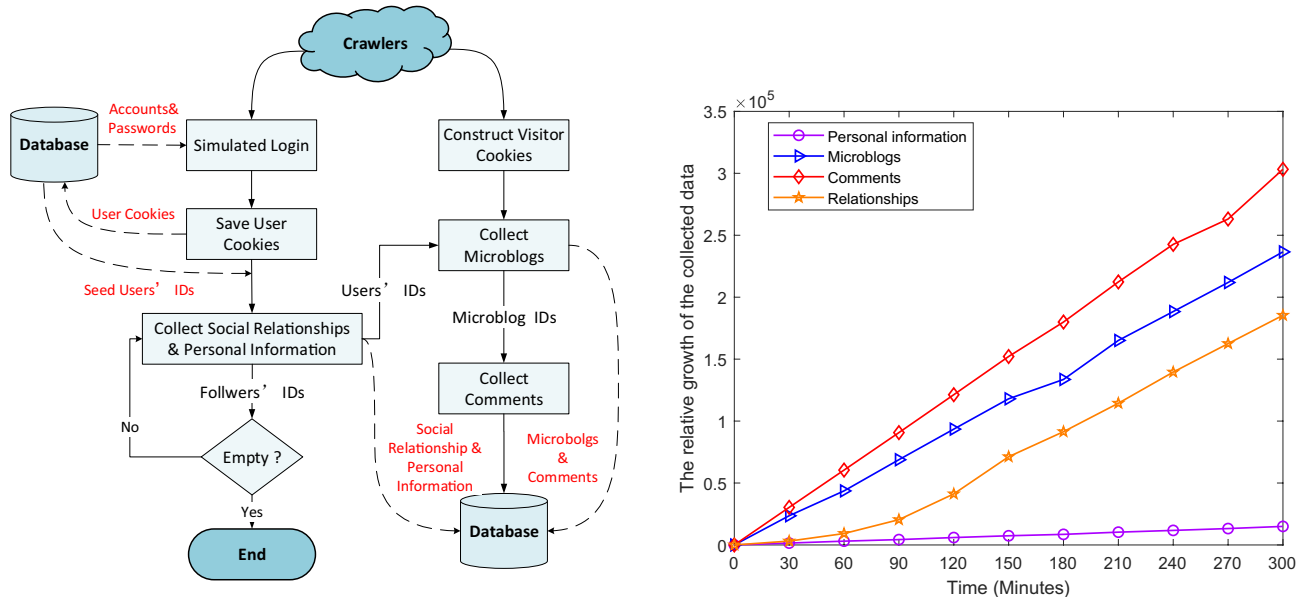 Crawlers
Accounts&
Passwords
Database
Simulated Login
Construct Visitor
Cookies
User Cookies
Save User
Cookies
Collect
Microblogs
Seed Users' IDs
Users' IDs
Collect Social Relationships
& Personal Information
Microblog IDs
Follwers' IDs
Collect
Comments
No
Empty ?
Social
Relationship &
Personal
Information
Microbolgs
&
Comments
Yes
Database
End
×10⁵
3.5
3
2.5
2
1.5
1
0.5
0
The relative growth of the collected data
Personal information
Microblogs
Comments
Relationships
0 30 60 90 120 150 180 210 240 270 300
Time (Minutes)